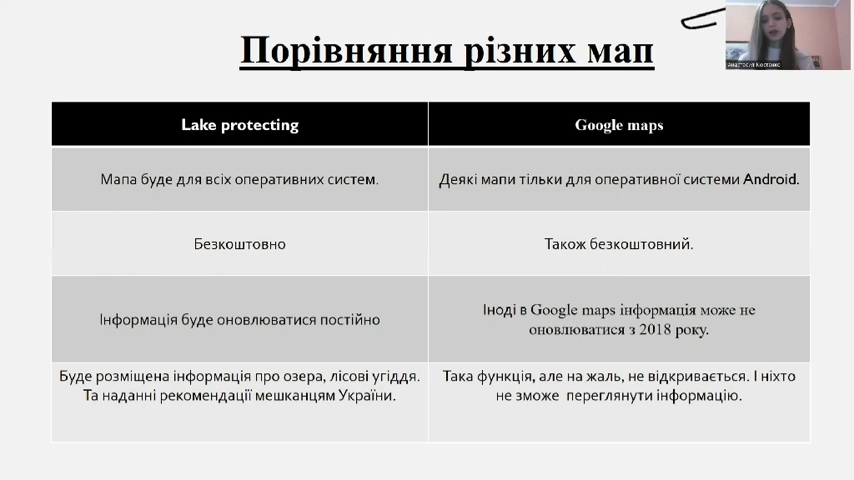 Порівняння різних мап
Анастасія Костенко
Lake protecting
Google maps
Мапа буде для всіх оперативних систем.
Деякі мапи тільки для оперативної системи Android.
Безкоштовно
Також безкоштовний.
Інформація буде оновлюватися постійно
Іноді в Google maps інформація може не
оновлюватися з 2018 року.
Буде розміщена інформація про озера, лісові угіддя.
Та наданні рекомендації мешканцям України.
Така функція, але на жаль, не відкривається. І ніхто
не зможе переглянути інформацію.